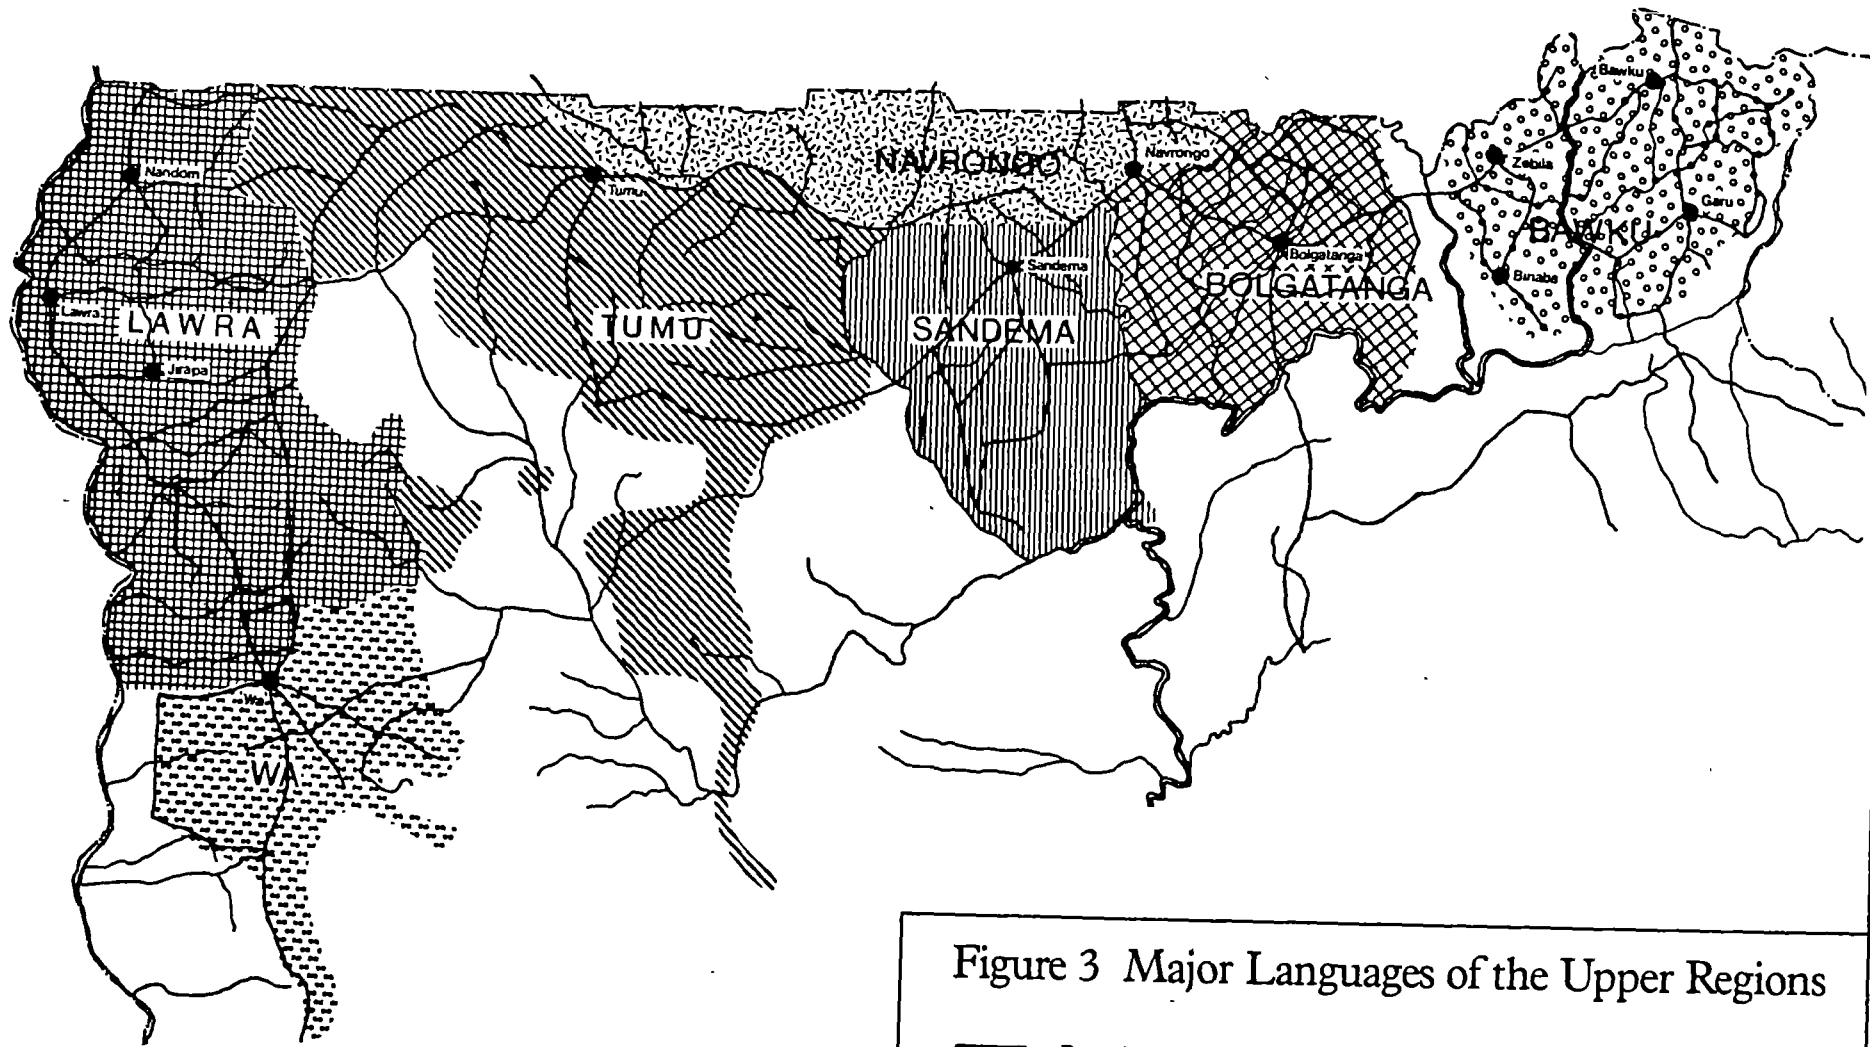 Bawku
NAVRONGO
Navrongo
Zebila
Nandom
Tumu
Garu
BAWKU
Sandema
Bolgatanga
Binaba
BOLGATANGA
Lawra
LAWRA
TUMU
SANDEMA
Jirapa
Wa
WA
Figure 3 Major Languages of the Upper Regions